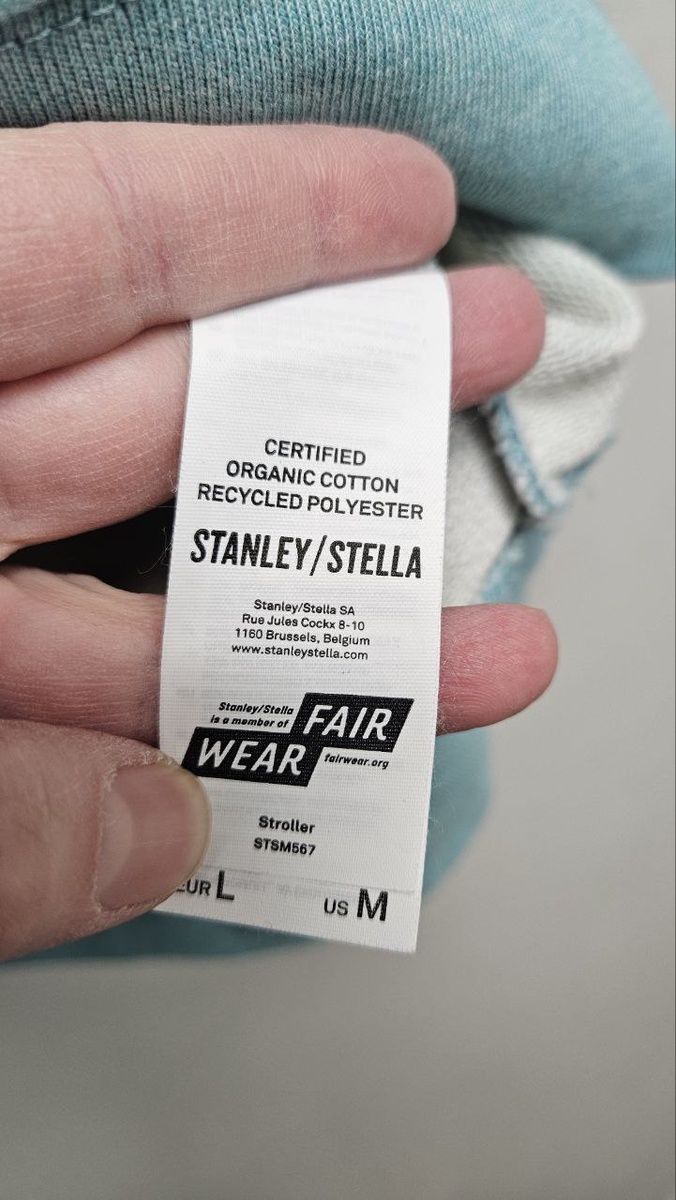 CERTIFIED
ORGANIC COTTON
RECYCLED POLYESTER
STANLEY/STELLA
Stanley/Stella SA
Rue Jules Cockx 8-10
1160 Brussels, Belgium
www.stanleystella.com
Stanley/Stella
is a member of
FAIR
WEAR
fairwear.org
Stroller
STSM567
EUR L
US M